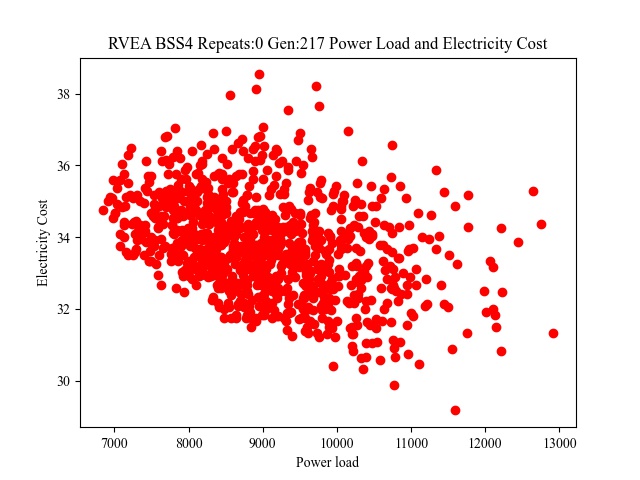 RVEA BSS4 Repeats:0 Gen:217 Power Load and Electricity Cost
38
36
34
32
30
Electricity Cost
7000 8000 9000 10000 11000 12000 13000
Power load